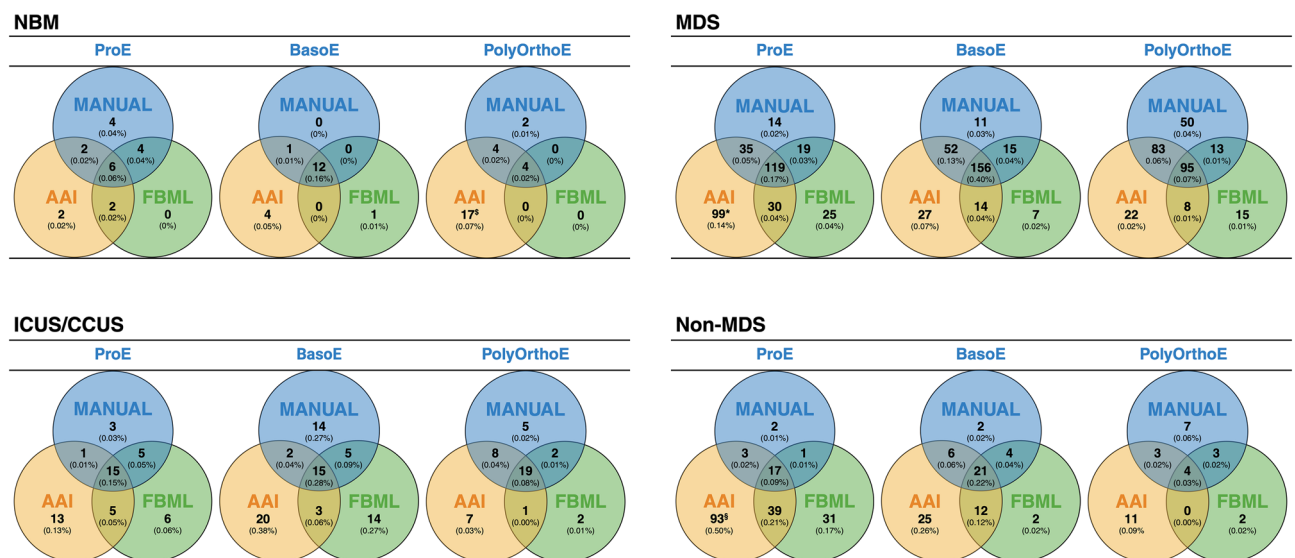 NBM
ProE BasoE PolyOrthoE
MANUAL MANUAL MANUAL
4 0 2
(0.04%) (0%) (0.01%)
2 4 1 0 4 0
(0.02%) (0.04%) (0.01%) (0%) (0.02%) (0%)
6 12 4
(0.06%) (0.16%) (0.02%)
AAI FBML AAI FBML AAI FBML
2 2 0 4 0 1 17$ 0 0
(0.02%) (0.02%) (0%) (0.05%) (0%) (0.01%) (0.07%) (0%) (0%)
MDS
ProE BasoE PolyOrthoE
MANUAL MANUAL MANUAL
14 11 50
(0.02%) (0.03%) (0.04%)
35 19 52 15 83 13
(0.05%) (0.03%) (0.13%) (0.04%) 0.06%) (0.01%)
119 156 95
(0.17%) (0.40%) (0.07%)
AAI FBML AAI FBML AAI FBML
99* 30 25 27 14 7 22 8 15
(0.14%) (0.04%) (0.04%) (0.07%) (0.04%) (0.02%) (0.02%) (0.01%) (0.01%)
ICUS/CCUS
ProE BasoE PolyOrthoE
MANUAL MANUAL MANUAL
3 14 5
(0.03%) (0.27%) (0.02%)
1 5 2 5 8 2
(0.01%) (0.05%) (0.04%) (0.09%) (0.04%) (0.01%)
15 15 19
(0.15%) (0.28%) (0.08%)
AAI FBML AAI FBML AAI FBML
13 5 6 20 3 14 7 1 2
(0.13%) (0.05%) (0.06%) (0.38%) (0.06%) (0.27%) (0.03%) (0.00%) (0.01%)
Non-MDS
ProE BasoE PolyOrthoE
MANUAL MANUAL MANUAL
2 2 7
(0.01%) (0.02%) (0.06%)
3 1 6 4 3 3
(0.02%) (0.01%) (0.06%) (0.04%) (0.02%) (0.02%)
17 21 4
(0.09%) (0.22%) (0.03%)
AAI FBML AAI FBML AAI FBML
93§ 39 31 25 12 2 11 0 2
(0.50%) (0.21%) (0.17%) (0.26%) (0.12%) (0.02%) (0.09% (0.00%) (0.02%)